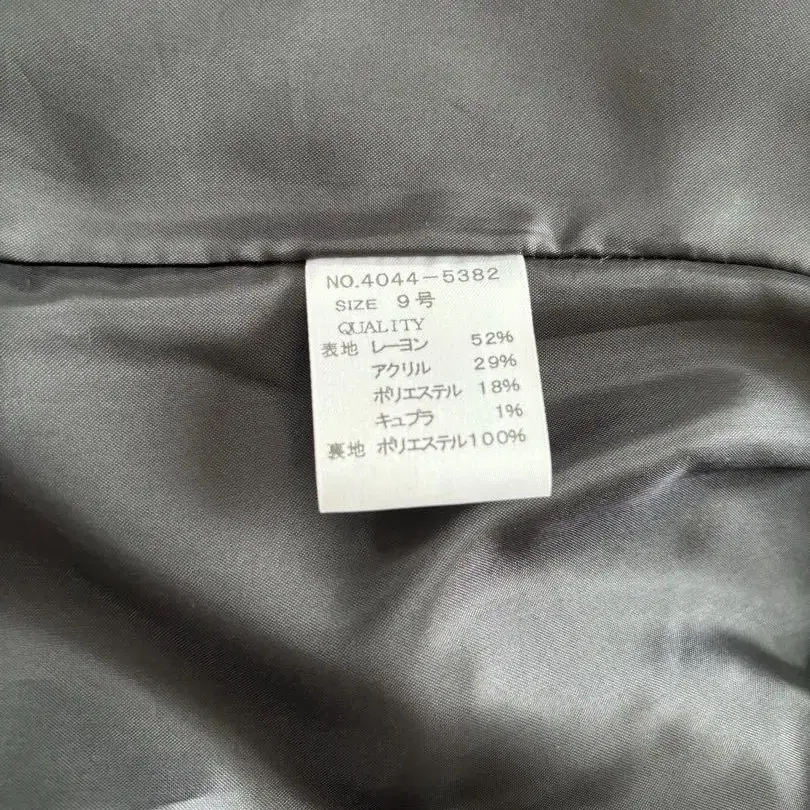 NO.4044-5382
SIZE 9号
QUALITY
表地 レーヨン 52%
アクリル 29%
ポリエステル 18%
キュプラ 1%
裏地 ポリエステル100%